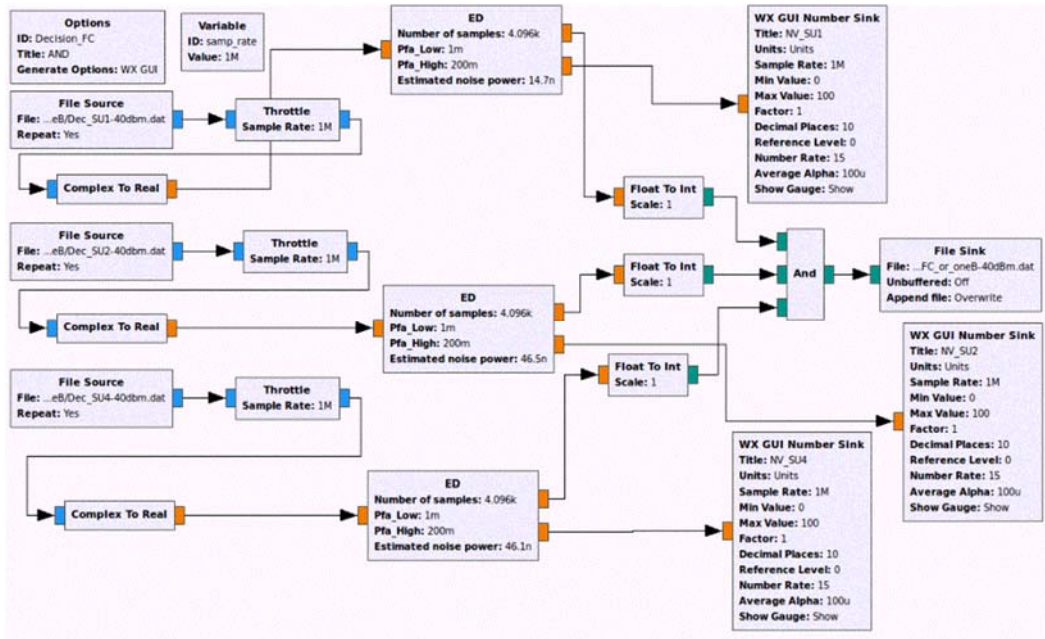 Options
ID: Decision_FC
Title: AND
Generate Options: WX GUI
Variable
ID: samp_rate
Value: 1M
ED
Number of samples: 4.096k
Pfa_Low: 1m
Pfa_High: 200m
Estimated noise power: 14.7n
WX GUI Number Sink
Title: NV_SU1
Units: Units
Sample Rate: 1M
Min Value: 0
Max Value: 100
Factor: 1
Decimal Places: 10
Reference Level: 0
Number Rate: 15
Average Alpha: 100u
Show Gauge: Show
File Source
File: ...eB/Dec_SU1-40dbm.dat
Repeat: Yes
Throttle
Sample Rate: 1M
Complex To Real
Float To Int
Scale: 1
File Source
File: ...eB/Dec_SU2-40dbm.dat
Repeat: Yes
Throttle
Sample Rate: 1M
Float To Int
Scale: 1
And
File Sink
File: ...FC_or_oneB-40dBm.dat
Unbuffered: Off
Append file: Overwrite
Complex To Real
ED
Number of samples: 4.096k
Pfa_Low: 1m
Pfa_High: 200m
Estimated noise power: 46.5n
WX GUI Number Sink
Title: NV_SU2
Units: Units
Sample Rate: 1M
Min Value: 0
Max Value: 100
Factor: 1
Decimal Places: 10
Reference Level: 0
Number Rate: 15
Average Alpha: 100u
Show Gauge: Show
File Source
File: ...eB/Dec_SU4-40dbm.dat
Repeat: Yes
Throttle
Sample Rate: 1M
Float To Int
Scale: 1
Complex To Real
ED
Number of samples: 4.096k
Pfa_Low: 1m
Pfa_High: 200m
Estimated noise power: 46.1n
WX GUI Number Sink
Title: NV_SU4
Units: Units
Sample Rate: 1M
Min Value: 0
Max Value: 100
Factor: 1
Decimal Places: 10
Reference Level: 0
Number Rate: 15
Average Alpha: 100u
Show Gauge: Show